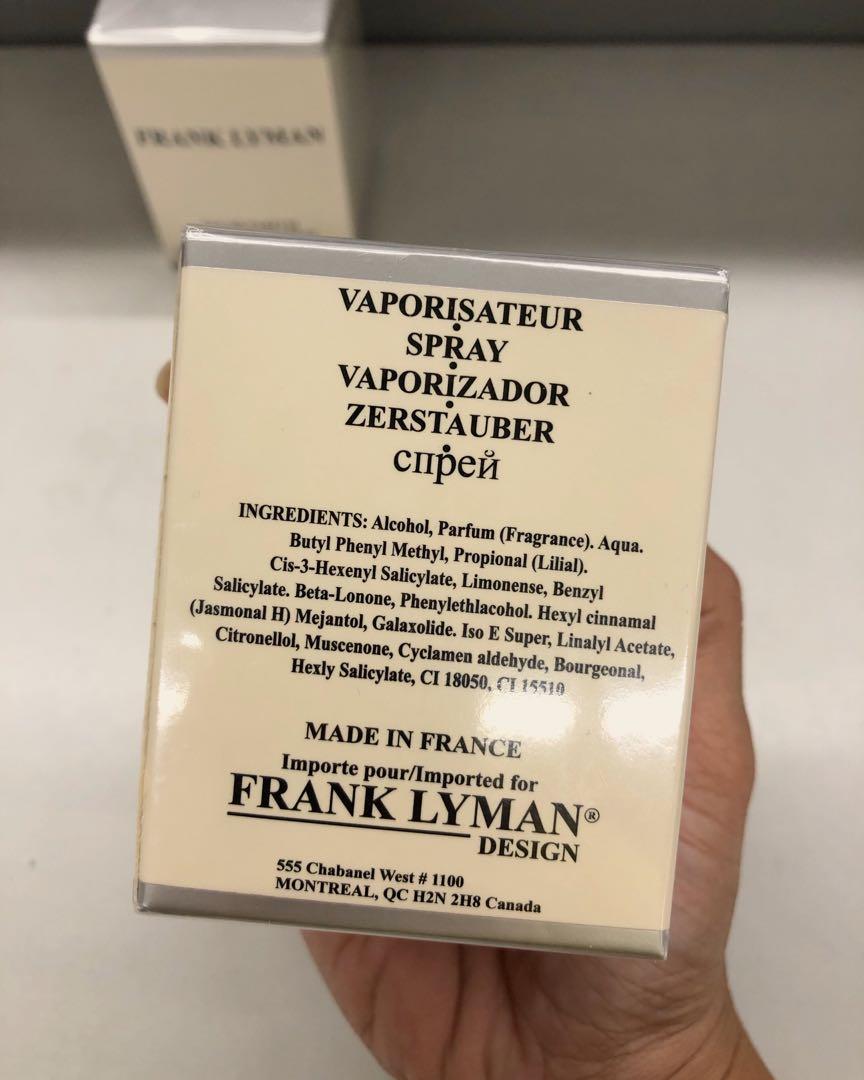 FRANK LYMAN
VAPORISATEUR
•
SPRAY
•
VAPORIZADOR
•
ZERSTAUBER
•
спрей
INGREDIENTS: Alcohol, Parfum (Fragrance). Aqua.
Butyl Phenyl Methyl, Propional (Lilial).
Cis-3-Hexenyl Salicylate, Limonense, Benzyl
Salicylate. Beta-Lonone, Phenylethlacohol. Hexyl cinnamal
(Jasmonal H) Mejantol, Galaxolide. Iso E Super, Linalyl Acetate,
Citronellol, Muscenone, Cyclamen aldehyde, Bourgeonal,
Hexly Salicylate, CI 18050, CI 15510
MADE IN FRANCE
Importe pour/Imported for
FRANK LYMAN®
DESIGN
555 Chabanel West # 1100
MONTREAL, QC H2N 2H8 Canada